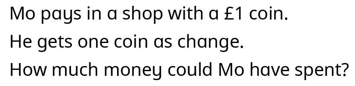 Mo pays in a shop with a £1 coin.
He gets one coin as change.
How much money could Mo have spent?